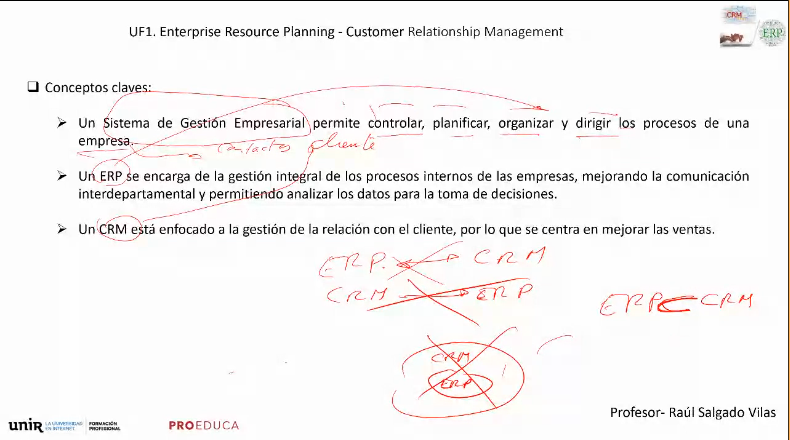 CRM
ERP
UF1. Enterprise Resource Planning - Customer Relationship Management
Conceptos claves:
Un Sistema de Gestión Empresarial permite controlar, planificar, organizar y dirigir los procesos de una
empresa.
contactos cliente
Un ERP se encarga de la gestión integral de los procesos internos de las empresas, mejorando la comunicación
interdepartamental y permitiendo analizar los datos para la toma de decisiones.
Un CRM está enfocado a la gestión de la relación con el cliente, por lo que se centra en mejorar las ventas.
ERP. CRM
CRM ERP
ERP CRM
CRM
ERP
Profesor- Raúl Salgado Vilas
unir LA UNIVERSIDAD EN INTERNET FORMACIÓN PROFESIONAL
PROEDUCA